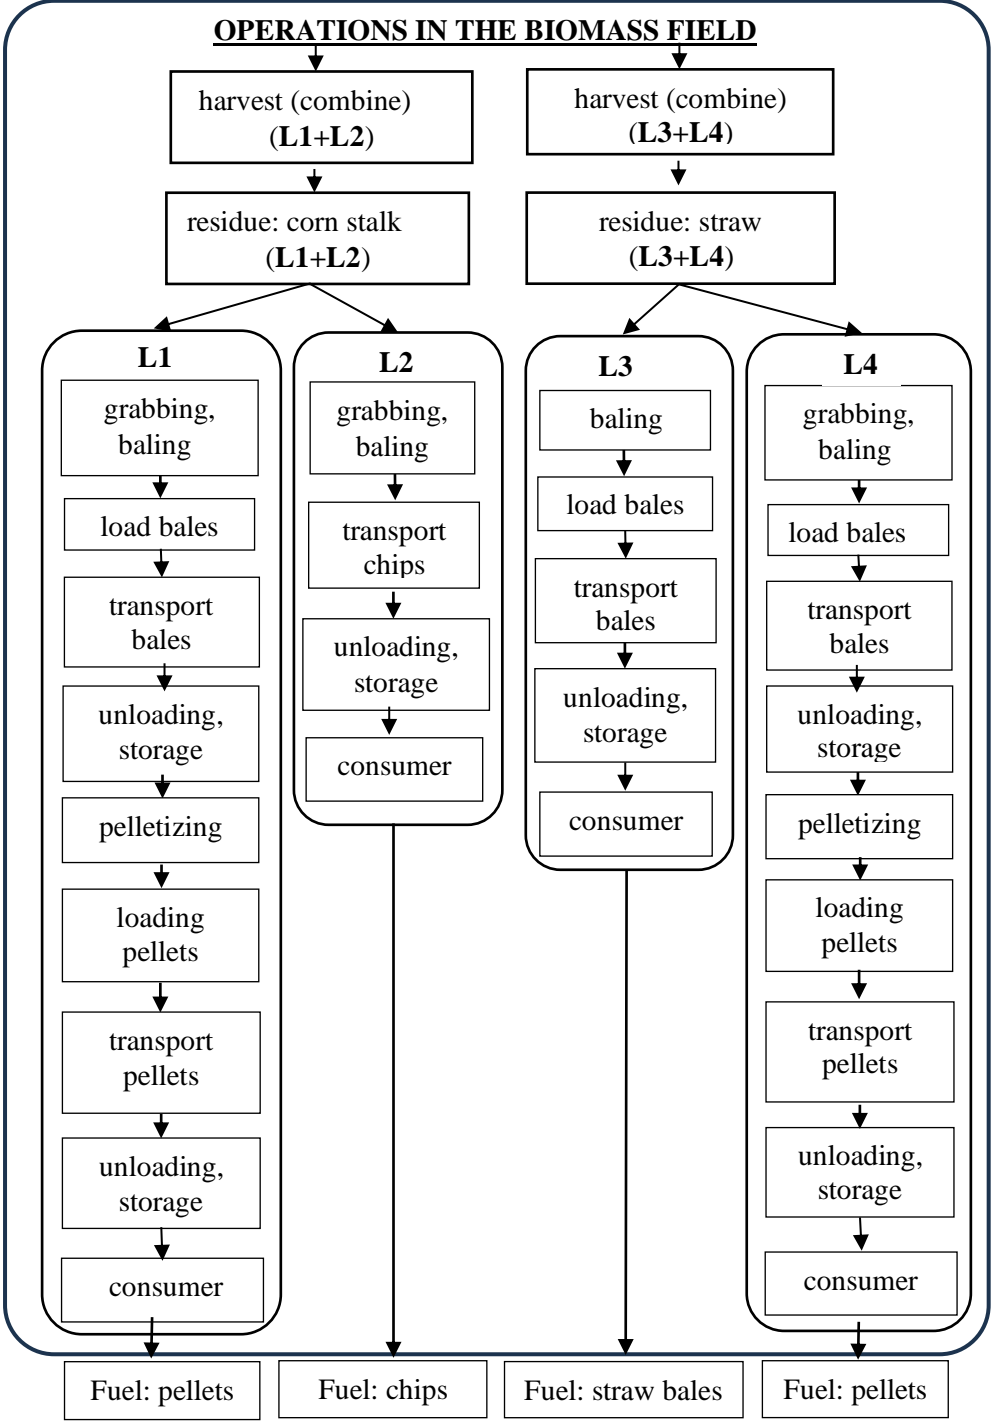 OPERATIONS IN THE BIOMASS FIELD
harvest (combine)
(L1+L2)
harvest (combine)
(L3+L4)
residue: corn stalk
(L1+L2)
residue: straw
(L3+L4)
L1
grabbing,
baling
load bales
transport
bales
unloading,
storage
pelletizing
loading
pellets
transport
pellets
unloading,
storage
consumer
L2
grabbing,
baling
transport
chips
unloading,
storage
consumer
L3
baling
load bales
transport
bales
unloading,
storage
consumer
L4
grabbing,
baling
load bales
transport
bales
unloading,
storage
pelletizing
loading
pellets
transport
pellets
unloading,
storage
consumer
Fuel: pellets
Fuel: chips
Fuel: straw bales
Fuel: pellets